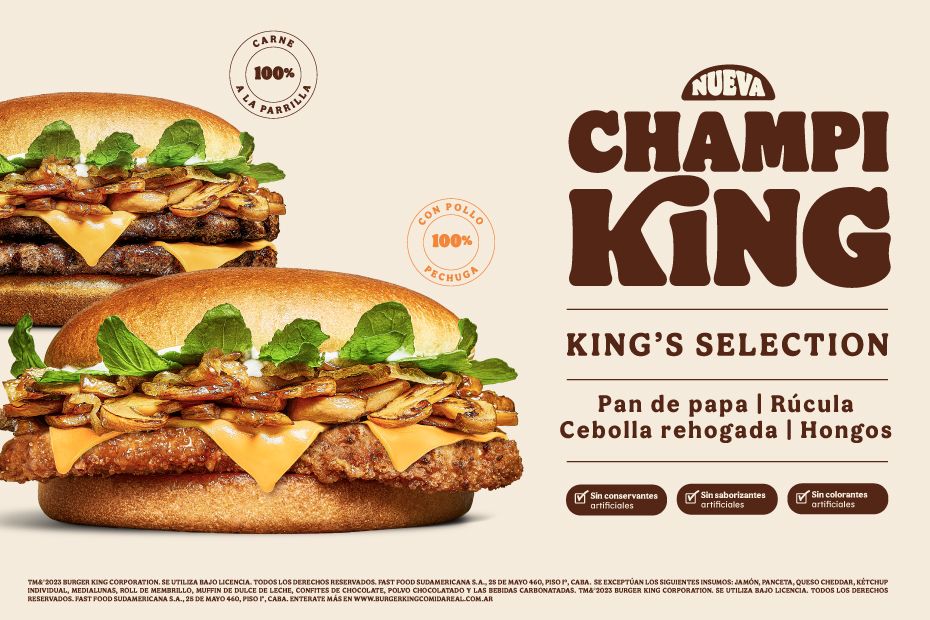 CARNE
100%
A LA PARRILLA
CON POLLO
100%
PECHUGA
NUEVA
CHAMPI
KING
KING'S SELECTION
Pan de papa | Rúcula
Cebolla rehogada | Hongos
Sin conservantes
artificiales
Sin saborizantes
artificiales
Sin colorantes
artificiales
TM&©2023 BURGER KING CORPORATION. SE UTILIZA BAJO LICENCIA. TODOS LOS DERECHOS RESERVADOS. FAST FOOD SUDAMERICANA S.A., 25 DE MAYO 460, PISO 1°, CABA. SE EXCEPTÚAN LOS SIGUIENTES INSUMOS: JAMÓN, PANCETA, QUESO CHEDDAR, KÉTCHUP
INDIVIDUAL, MEDIALUNAS, ROLL DE MEMBRILLO, MUFFIN DE DULCE DE LECHE, CONFITES DE CHOCOLATE, POLVO CHOCOLATADO Y LAS BEBIDAS CARBONATADAS. TM&©2023 BURGER KING CORPORATION. SE UTILIZA BAJO LICENCIA. TODOS LOS DERECHOS
RESERVADOS. FAST FOOD SUDAMERICANA S.A., 25 DE MAYO 460, PISO 1°, CABA. ENTERATE MÁS EN WWW.BURGERKINGCOMIDAREAL.COM.AR